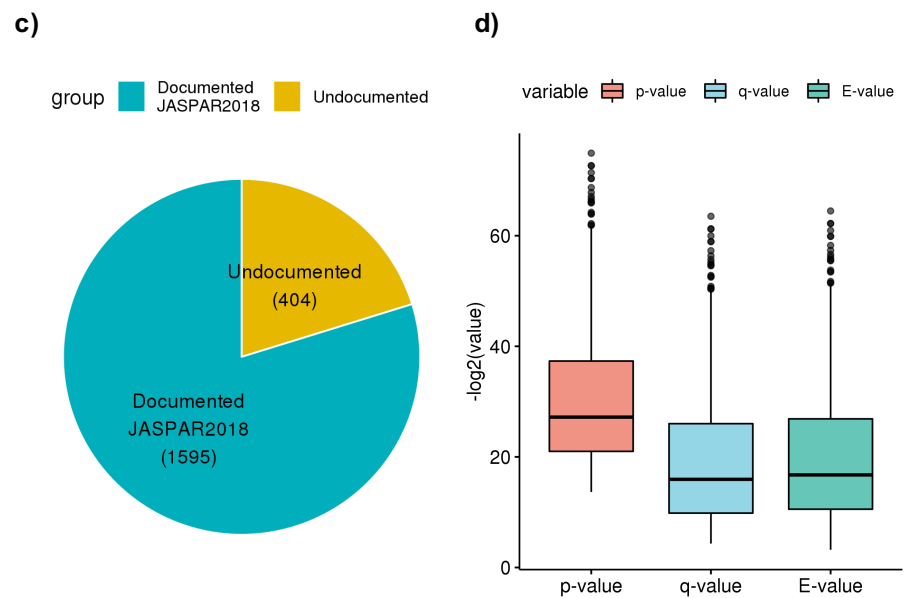 c)
group
Documented
JASPAR2018
Undocumented
Undocumented
(404)
Documented
JASPAR2018
(1595)
d)
variable
p-value
q-value
E-value
-log2(value)
60
40
20
0
p-value
q-value
E-value